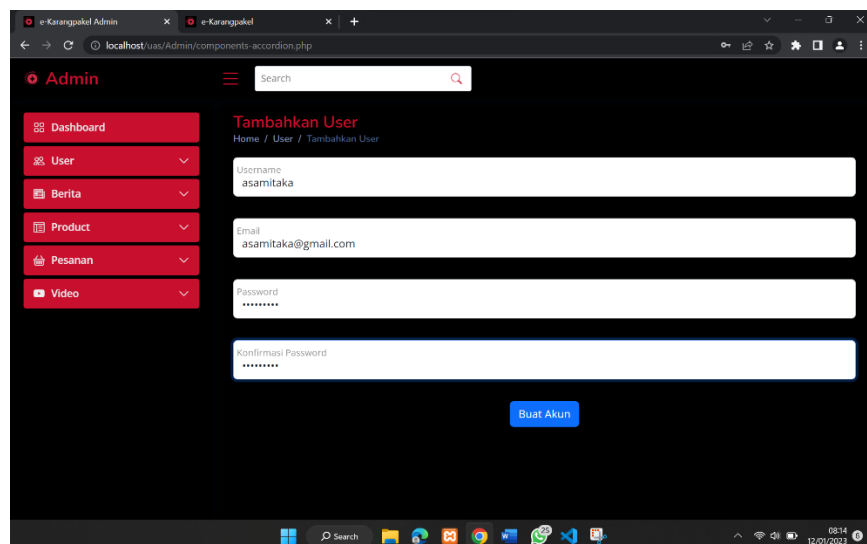 e-Karangpakel Admin
e-Karangpakel
localhost/uas/Admin/components-accordion.php
Admin
Search
Dashboard
User
Berita
Product
Pesanan
Video
Tambahkan User
Home / User / Tambahkan User
Username
asamitaka
Email
asamitaka@gmail.com
Password
•••••••••
Konfirmasi Password
•••••••••
Buat Akun
Search
25
08:14
12/01/2023